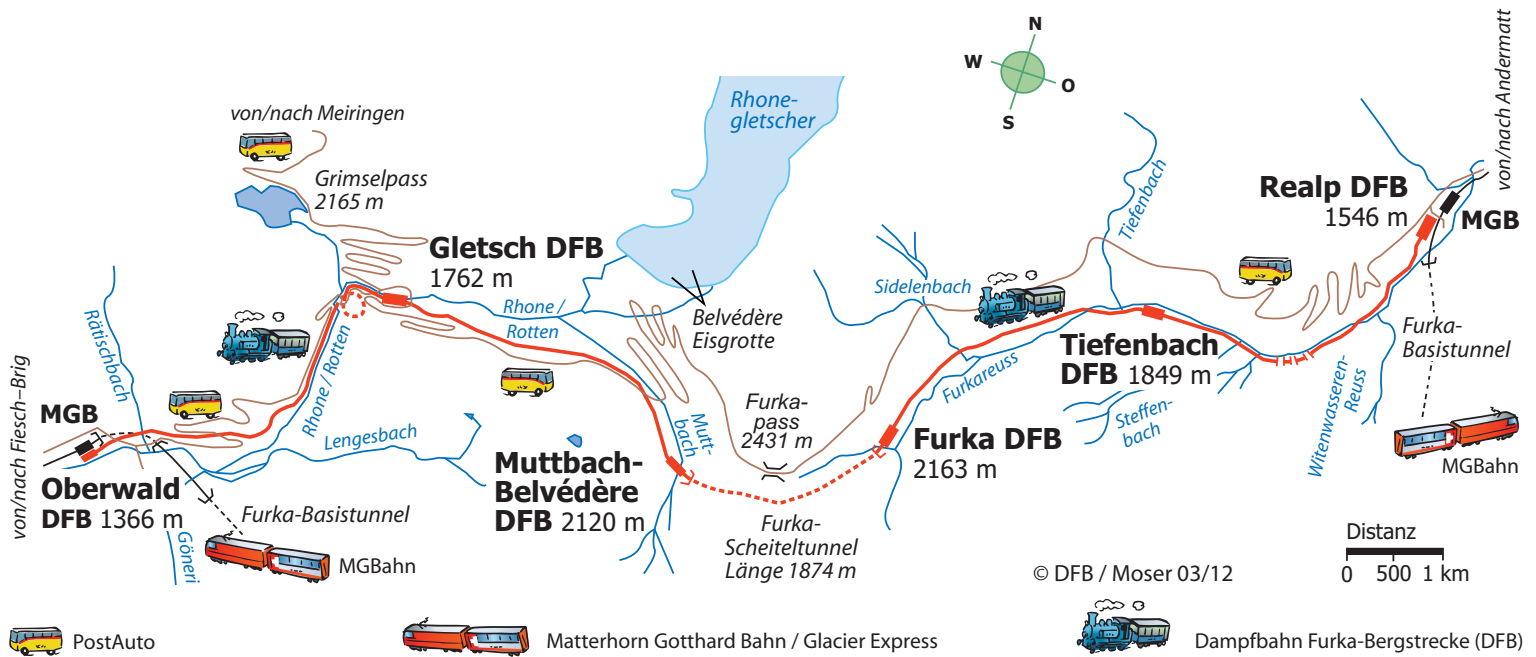 N
W
O
S
von/nach Meiringen
Grimselpass
2165 m
Rhone-
gletscher
Gletsch DFB
1762 m
Rhone /
Rotten
Belvédère
Eisgrotte
Sidelenbach
Tiefenbach
Realp DFB
1546 m
MGB
von/nach Andermatt
Rätischbach
Rhone / Rotten
von/nach Fiesch–Brig
MGB
Lengesbach
Oberwald
DFB 1366 m
Furka-Basistunnel
Göneri
MGBahn
Mutt-
bach
Muttbach-
Belvédère
DFB 2120 m
Furka-
pass
2431 m
Furka-
Scheiteltunnel
Länge 1874 m
Furka DFB
2163 m
Furkareuss
Tiefenbach
DFB 1849 m
Steffen-
bach
Witenwasseren-
Reuss
Furka-
Basistunnel
MGBahn
© DFB / Moser 03/12
Distanz
0 500 1 km
PostAuto
Matterhorn Gotthard Bahn / Glacier Express
Dampfbahn Furka-Bergstrecke (DFB)